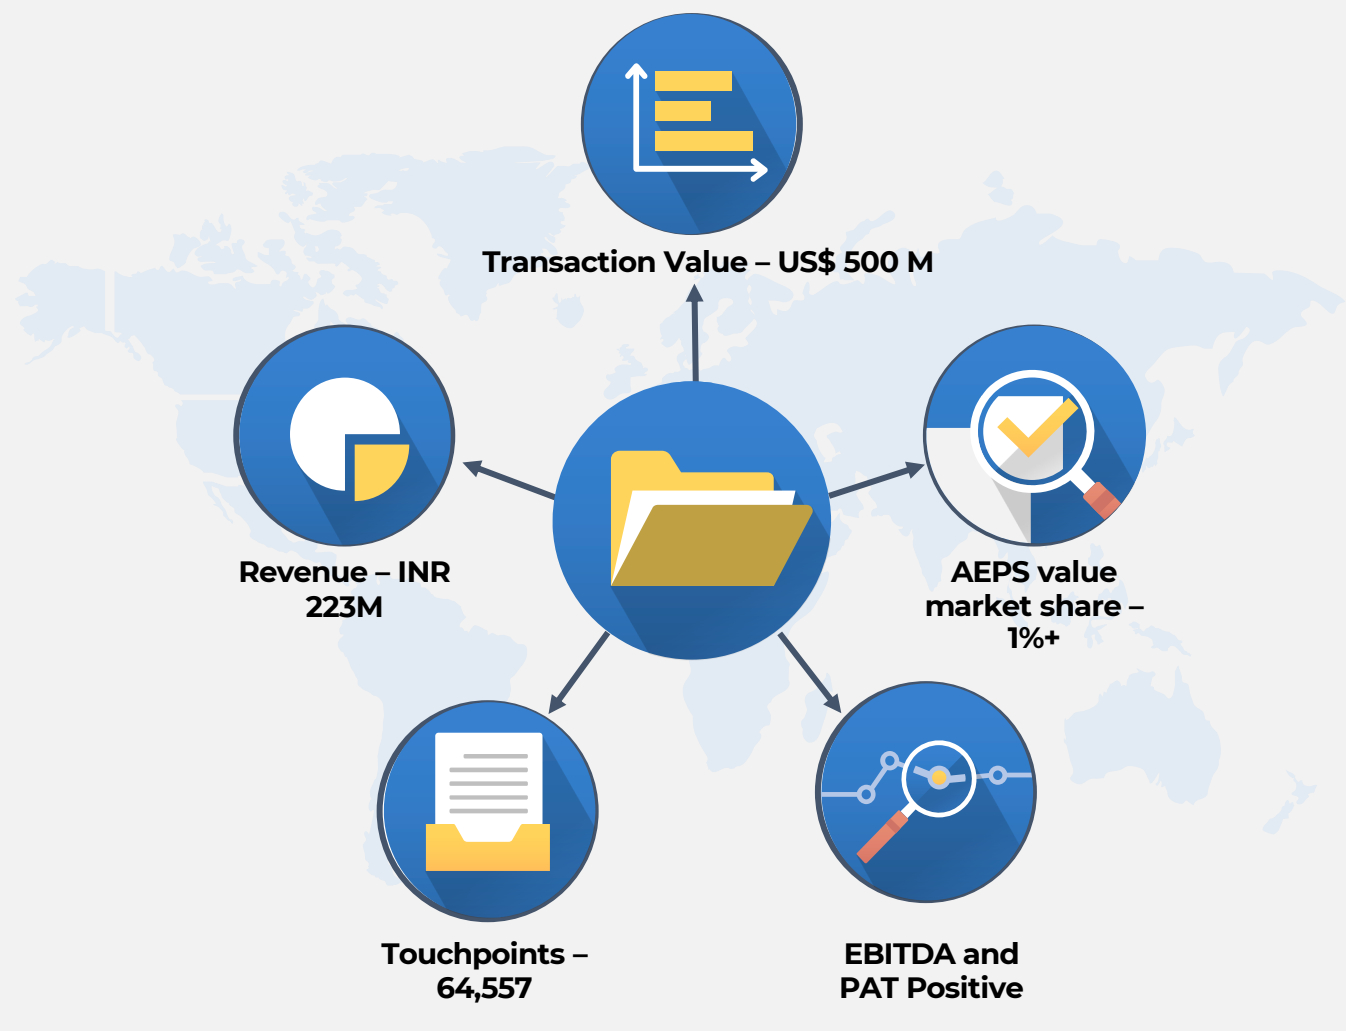 Transaction Value – US$ 500 M
Revenue – INR
223M
AEPS value
market share –
1%+
Touchpoints –
64,557
EBITDA and
PAT Positive